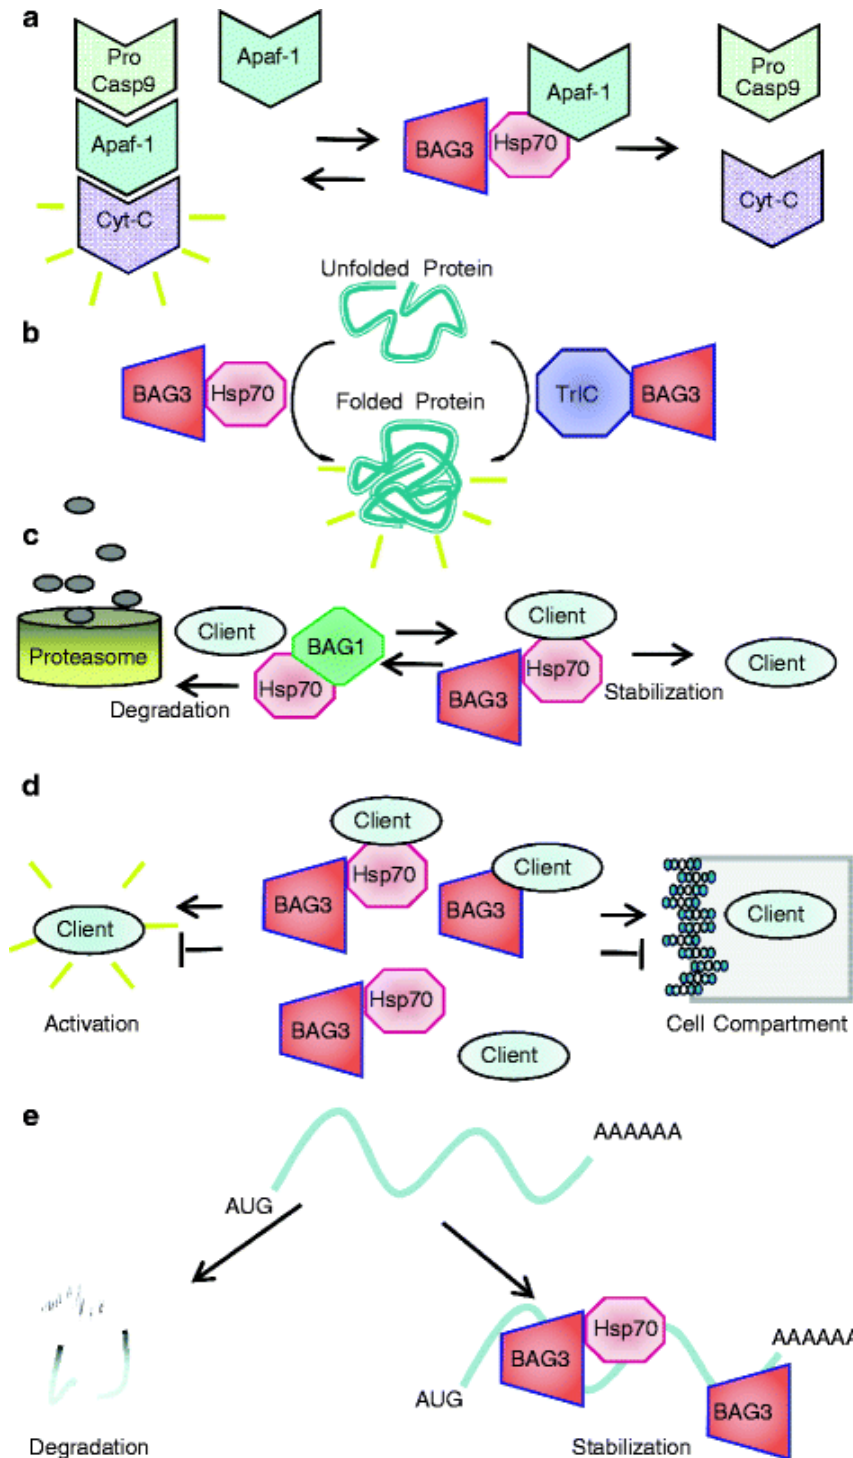 a
Pro
Casp9
Apaf-1
Apaf-1
Cyt-C
BAG3
Hsp70
Apaf-1
Pro
Casp9
Cyt-C
b
Unfolded Protein
BAG3
Hsp70
Folded Protein
TrIC
BAG3
c
Proteasome
Client
BAG1
Hsp70
Degradation
Client
Hsp70
BAG3
Stabilization
Client
d
Client
Activation
Client
Hsp70
BAG3
Client
BAG3
Hsp70
BAG3
Client
Client
Cell Compartment
e
AUG
AAAAAA
Degradation
AUG
BAG3
Hsp70
BAG3
AAAAAA
Stabilization